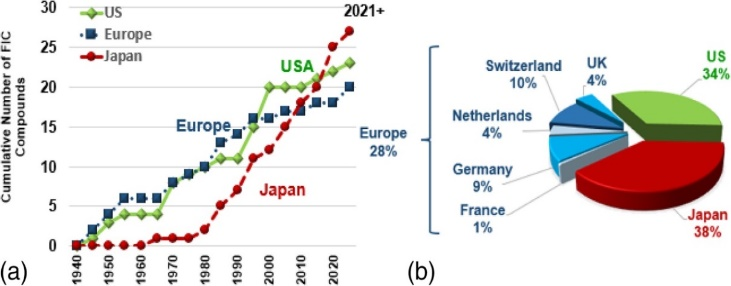 2021+
US
Europe
Japan
Cumulative Number of FIC
Compounds
30
25
20
15
10
5
0
USA
Europe
Japan
1940
1950
1960
1970
1980
1990
2000
2010
2020
(a)
Europe
28%
Switzerland
10%
UK
4%
US
34%
Netherlands
4%
Germany
9%
France
1%
Japan
38%
(b)